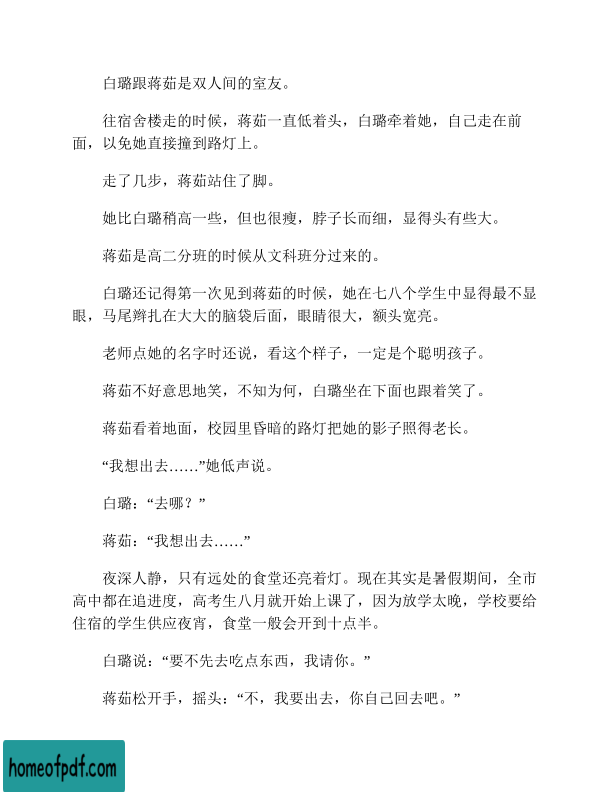 白璐跟蒋茹是双人间的室友。
往宿舍楼走的时候，蒋茹一直低着头，白璐牵着她，自己走在前
面，以免她直接撞到路灯上。
走了几步，蒋茹站住了脚。
她比白璐稍高一些，但也很瘦，脖子长而细，显得头有些大。
蒋茹是高二分班的时候从文科班分过来的。
白璐还记得第一次见到蒋茹的时候，她在七八个学生中显得最不显
眼，马尾辫扎在大大的脑袋后面，眼睛很大，额头宽亮。
老师点她的名字时还说，看这个样子，一定是个聪明孩子。
蒋茹不好意思地笑，不知为何，白璐坐在下面也跟着笑了。
蒋茹看着地面，校园里昏暗的路灯把她的影子照得老长。
“我想出去……”她低声说。
白璐：“去哪？”
蒋茹：“我想出去……”
夜深人静，只有远处的食堂还亮着灯。现在其实是暑假期间，全市
高中都在追进度，高考生八月就开始上课了，因为放学太晚，学校要给
住宿的学生供应夜宵，食堂一般会开到十点半。
白璐说：“要不先去吃点东西，我请你。”
蒋茹松开手，摇头：“不，我要出去，你自己回去吧。”
homeofpdf.com